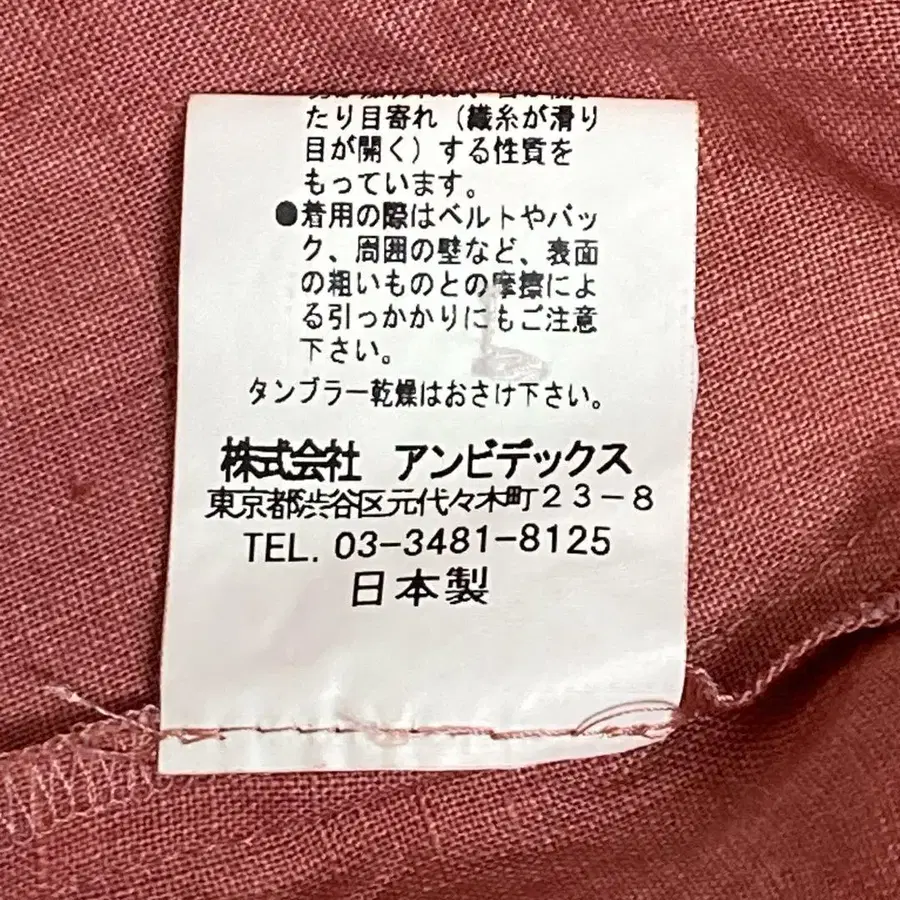 たり目寄れ（織糸が滑り
目が開く）する性質を
もっています。
●着用の際はベルトやバッ
ク、周囲の壁など、表面
の粗いものとの摩擦によ
る引っかかりにもご注意
下さい。
タンブラー乾燥はおさけ下さい。
株式会社 アンビデックス
東京都渋谷区元代々木町２３－８
TEL. 03-3481-8125
日本製